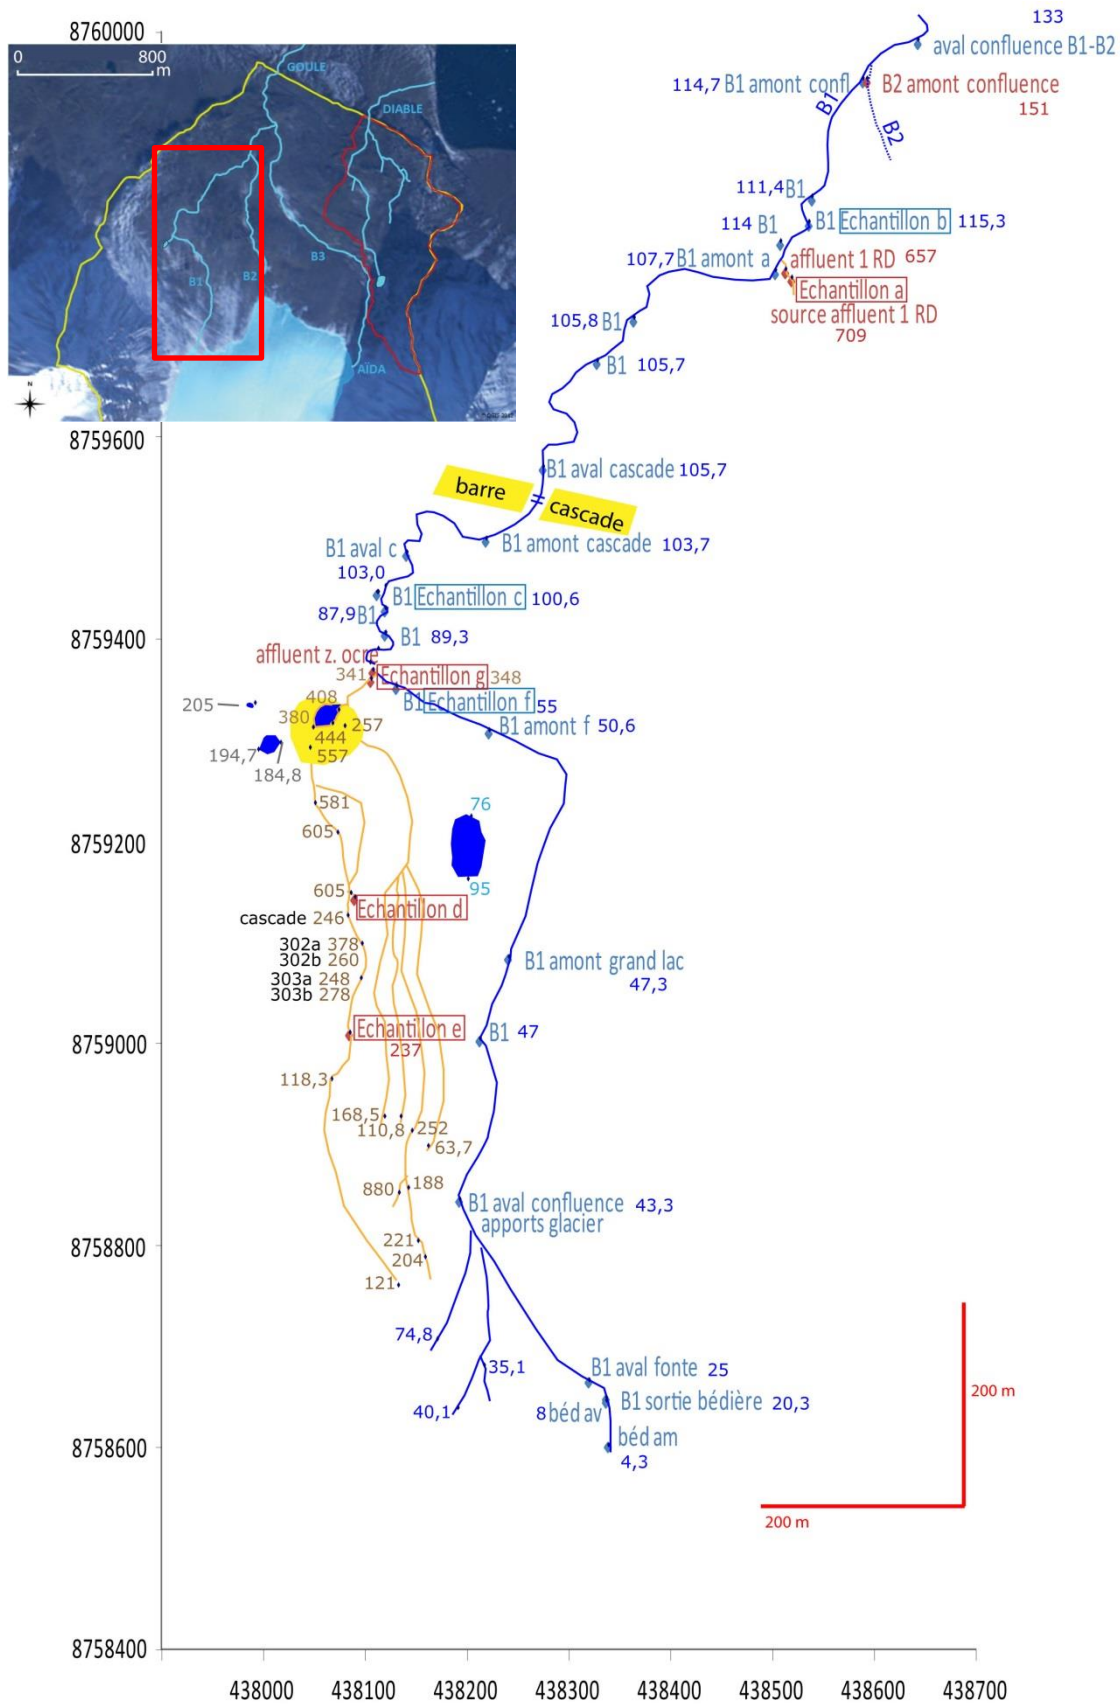 8760000
0
800
m
GOULE
DIABLE
B1
B2
B3
AÏDA
N
133
aval confluence B1-B2
114,7 B1 amont confl
B2 amont confluence
151
B1
B2
111,4 B1
114 B1
B1 Echantillon b 115,3
107,7 B1 amont a
affluent 1 RD 657
Echantillon a
source affluent 1 RD
709
105,8 B1
B1 105,7
8759600
B1 aval cascade 105,7
barre
=
cascade
B1 amont cascade 103,7
B1 aval c
103,0
B1 Echantillon c 100,6
87,9 B1
B1 89,3
8759400
affluent z. ocre
341 Echantillon g 348
B1 Echantillon f 55
B1 amont f 50,6
205
408
380
257
444
557
194,7
184,8
581
605
76
8759200
95
605
Echantillon d
cascade 246
302a 378
302b 260
303a 248
303b 278
B1 amont grand lac
47,3
8759000
Echantillon e
237
B1 47
118,3
168,5
110,8
252
63,7
880
188
B1 aval confluence 43,3
apports glacier
8758800
221
204
121
74,8
35,1
40,1
B1 aval fonte 25
B1 sortie bédière 20,3
8 béd av
béd am
4,3
8758600
200 m
200 m
8758400
438000 438100 438200 438300 438400 438500 438600 438700